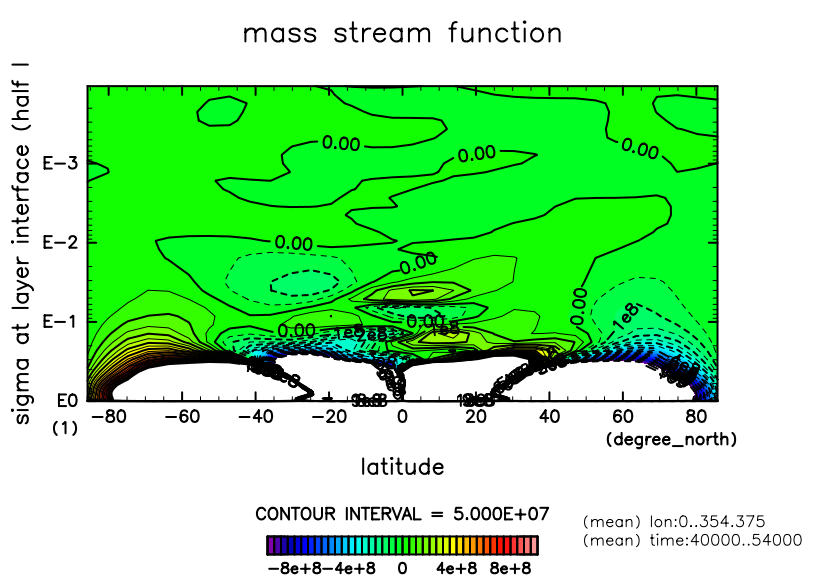 mass stream function
sigma at layer interface (half l
E-3
E-2
E-1
E0
(1)
0.00
0.00
0.00
0.00
0.00
0.00
0.00
0.00
-1e8
-80 -60 -40 -20 0 20 40 60 80
(degree_north)
latitude
CONTOUR INTERVAL = 5.000E+07
-8e+8 -4e+8 0 4e+8 8e+8
(mean) lon:0..354.375
(mean) time:40000..54000